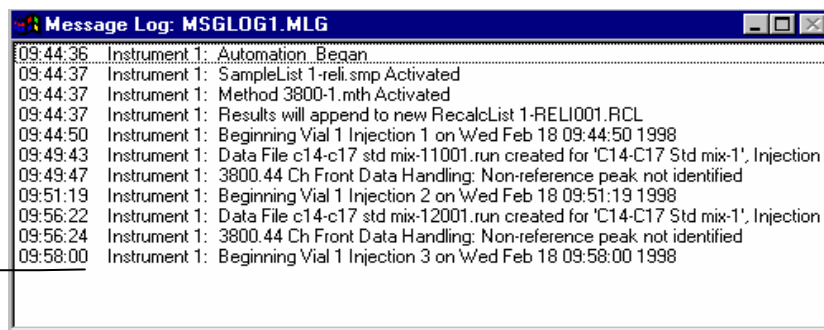 Message Log: MSGLOG1.MLG
09:44:36 Instrument 1: Automation Began
09:44:37 Instrument 1: SampleList 1-reli.smp Activated
09:44:37 Instrument 1: Method 3800-1.mth Activated
09:44:37 Instrument 1: Results will append to new RecalcList 1-RELI001.RCL
09:44:50 Instrument 1: Beginning Vial 1 Injection 1 on Wed Feb 18 09:44:50 1998
09:49:43 Instrument 1: Data File c14-c17 std mix-11001.run created for 'C14-C17 Std mix-1', Injection
09:49:47 Instrument 1: 3800.44 Ch Front Data Handling: Non-reference peak not identified
09:51:19 Instrument 1: Beginning Vial 1 Injection 2 on Wed Feb 18 09:51:19 1998
09:56:22 Instrument 1: Data File c14-c17 std mix-12001.run created for 'C14-C17 Std mix-1', Injection
09:56:24 Instrument 1: 3800.44 Ch Front Data Handling: Non-reference peak not identified
09:58:00 Instrument 1: Beginning Vial 1 Injection 3 on Wed Feb 18 09:58:00 1998